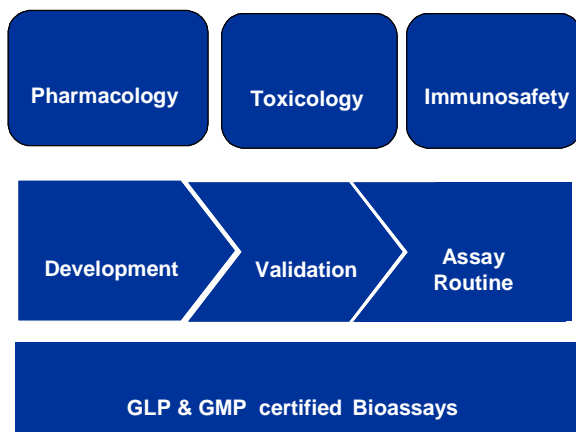 Pharmacology
Toxicology
Immunosafety
Development
Validation
Assay
Routine
GLP & GMP certified Bioassays